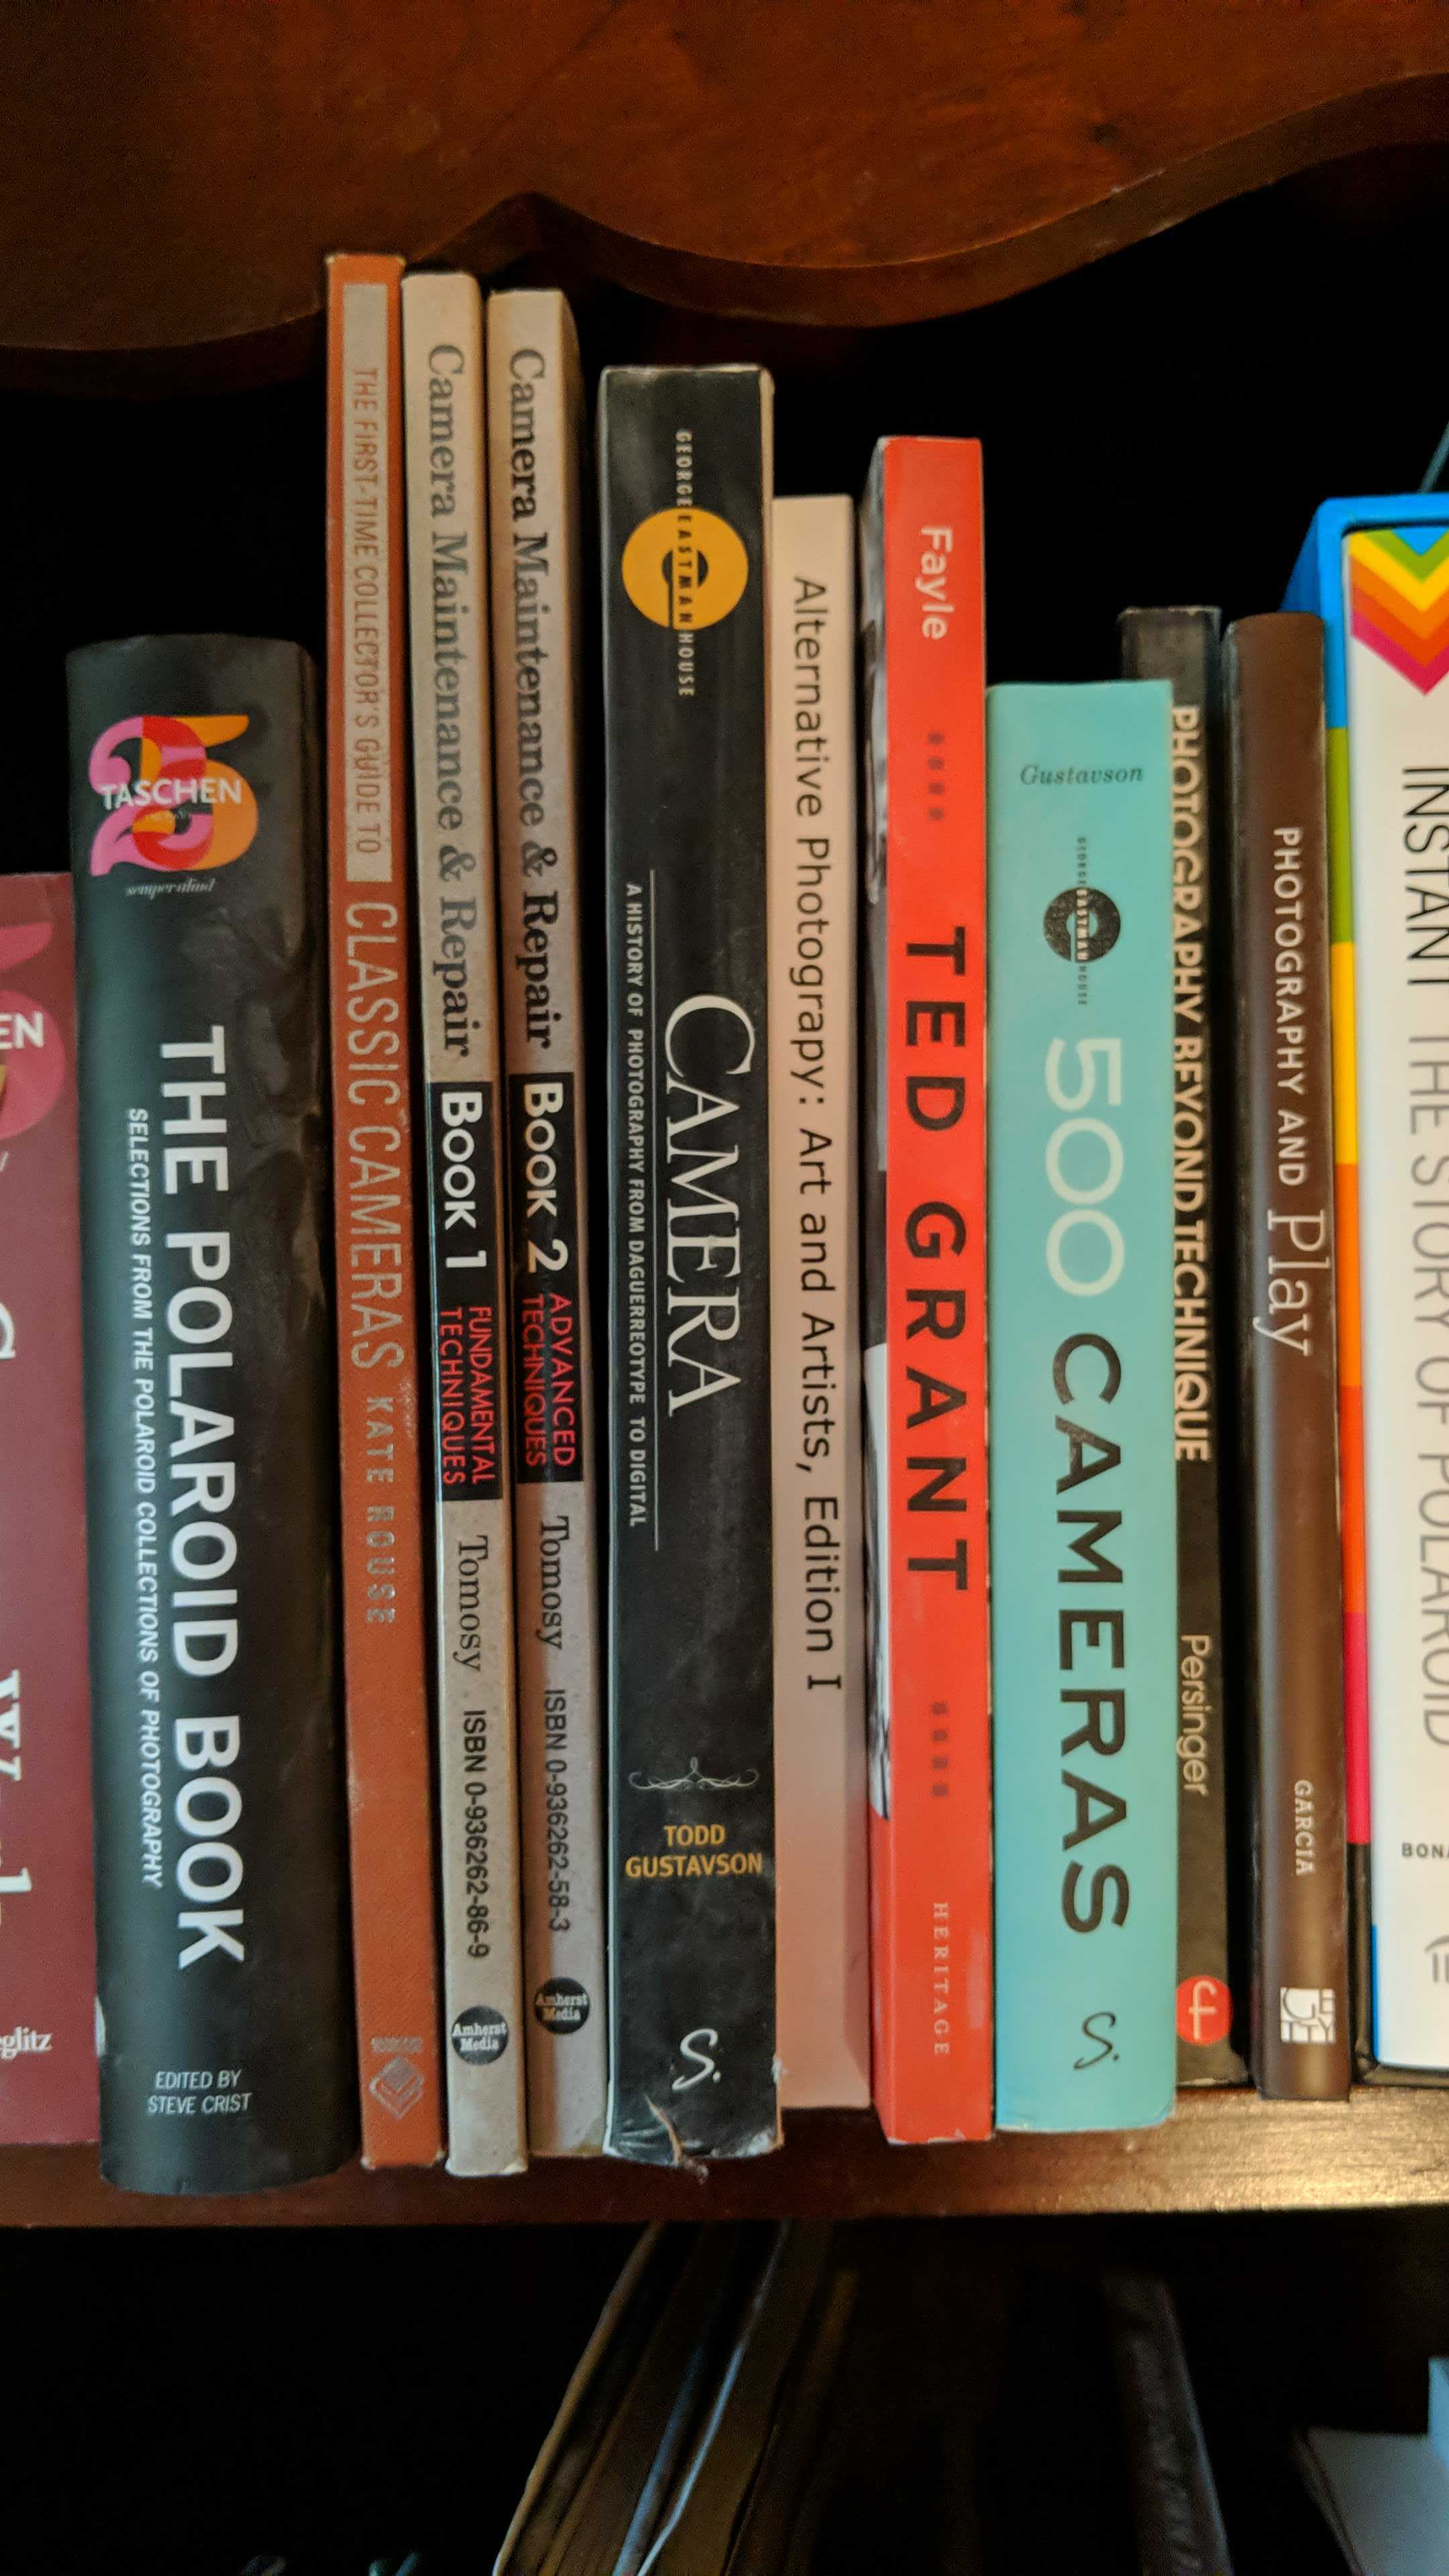 EN
eglitz
TASCHEN
semper aliud
THE POLAROID BOOK
SELECTIONS FROM THE POLAROID COLLECTIONS OF PHOTOGRAPHY
EDITED BY
STEVE CRIST
THE FIRST-TIME COLLECTOR'S GUIDE TO
CLASSIC CAMERAS
KATE ROUSE
Camera Maintenance & Repair
BOOK 1
FUNDAMENTAL
TECHNIQUES
Tomosy
ISBN 0-936262-86-9
Amherst
Media
Camera Maintenance & Repair
BOOK 2
ADVANCED
TECHNIQUES
Tomosy
ISBN 0-936262-58-3
Amherst
Media
GEORGE EASTMAN HOUSE
CAMERA
A HISTORY OF PHOTOGRAPHY FROM DAGUERREOTYPE TO DIGITAL
TODD
GUSTAVSON
S.
Alternative Photograpy: Art and Artists, Edition I
Fayle
TED GRANT
HERITAGE
Gustavson
GEORGE EASTMAN HOUSE
500 CAMERAS
S.
PHOTOGRAPHY BEYOND TECHNIQUE
Persinger
PHOTOGRAPHY AND Play
GARCIA
INSTANT THE STORY OF POLAROID
BONA